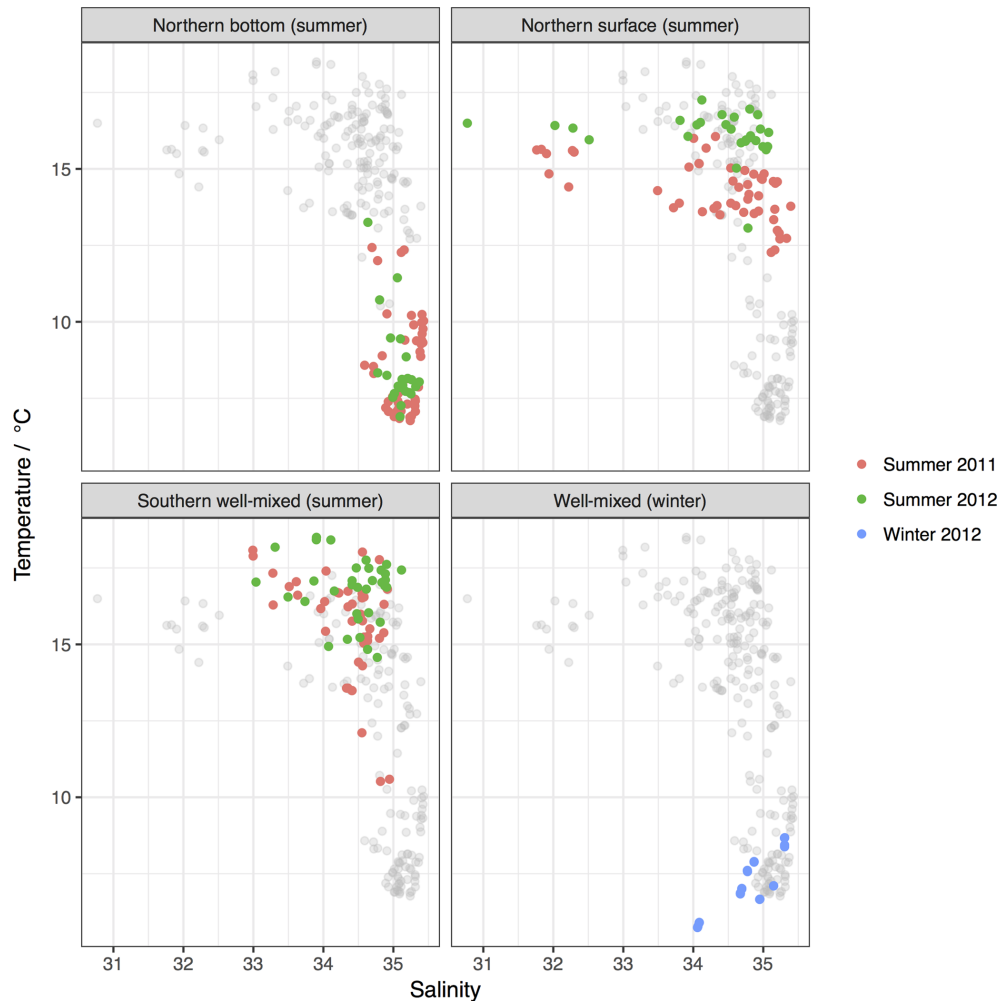 Northern bottom (summer)
Northern surface (summer)
15
10
Southern well-mixed (summer)
Well-mixed (winter)
15
10
31 32 33 34 35
31 32 33 34 35
Temperature / °C
Salinity
Summer 2011
Summer 2012
Winter 2012